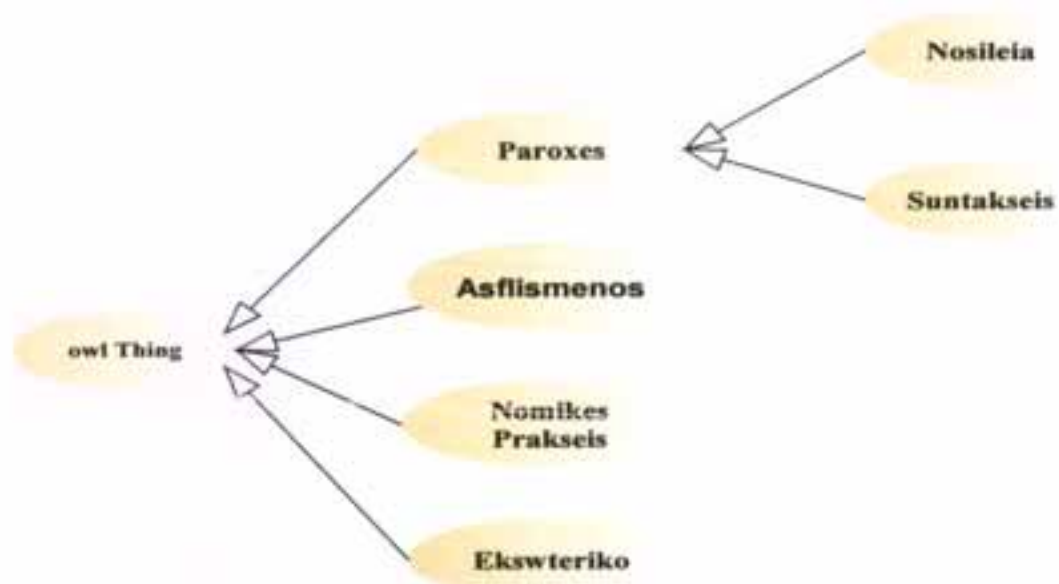 Nosileia
Paroxes
Suntakseis
Asflismenos
owl Thing
Nomikes
Prakseis
Ekswteriko